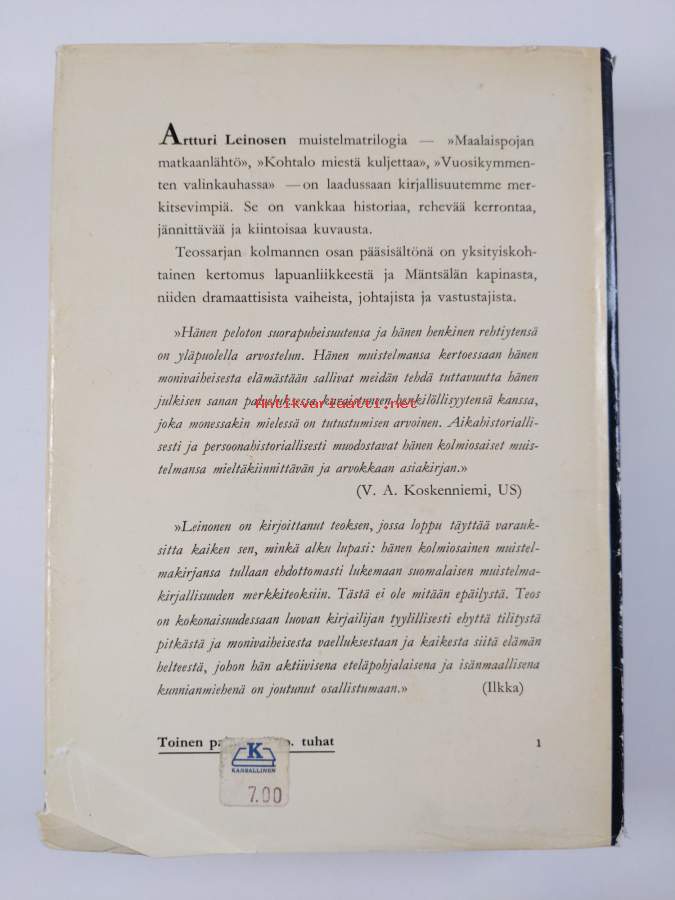 Artturi Leinosen muistelmatrilogia — »Maalaispojan
matkaanlähtö», »Kohtalo miestä kuljettaa», »Vuosikymmen-
ten valinkauhassa» — on laadussaan kirjallisuutemme mer-
kitsevimpiä. Se on vankkaa historiaa, rehevää kerrontaa,
jännittävää ja kiintoisaa kuvausta.
Teossarjan kolmannen osan pääsisältönä on yksityiskoh-
tainen kertomus lapuanliikkeestä ja Mäntsälän kapinasta,
niiden dramaattisista vaiheista, johtajista ja vastustajista.
»Hänen peloton suorapuheisuutensa ja hänen henkinen rehtiytensä
on yläpuolella arvostelun. Hänen muistelmansa kertoessaan hänen
monivaiheisesta elämästään sallivat meidän tehdä tuttavuutta hänen
julkisen sanan palveluksessa karaistuneen henkilöllisyytensä kanssa,
Antikvariaatti.net
joka monessakin mielessä on tutustumisen arvoinen. Aikahistorialli-
sesti ja persoonahistoriallisesti muodostavat hänen kolmiosaiset muis-
telmansa mieltäkiinnittävän ja arvokkaan asiakirjan.»
(V. A. Koskenniemi, US)
»Leinonen on kirjoittanut teoksen, jossa loppu täyttää varauk-
sitta kaiken sen, minkä alku lupasi: hänen kolmiosainen muistel-
makirjansa tullaan ehdottomasti lukemaan suomalaisen muistelma-
kirjallisuuden merkkiteoksiin. Tästä ei ole mitään epäilystä. Teos
on kokonaisuudessaan luovan kirjailijan tyylillisesti ehyttä tilitystä
pitkästä ja monivaiheisesta vaelluksestaan ja kaikesta siitä elämän
helteestä, johon hän aktiivisena eteläpohjalaisena ja isänmaallisena
kunnianmiehenä on joutunut osallistumaan.» (Ilkka)
Toinen tuhat 1
K
KANSALLINEN
7.00